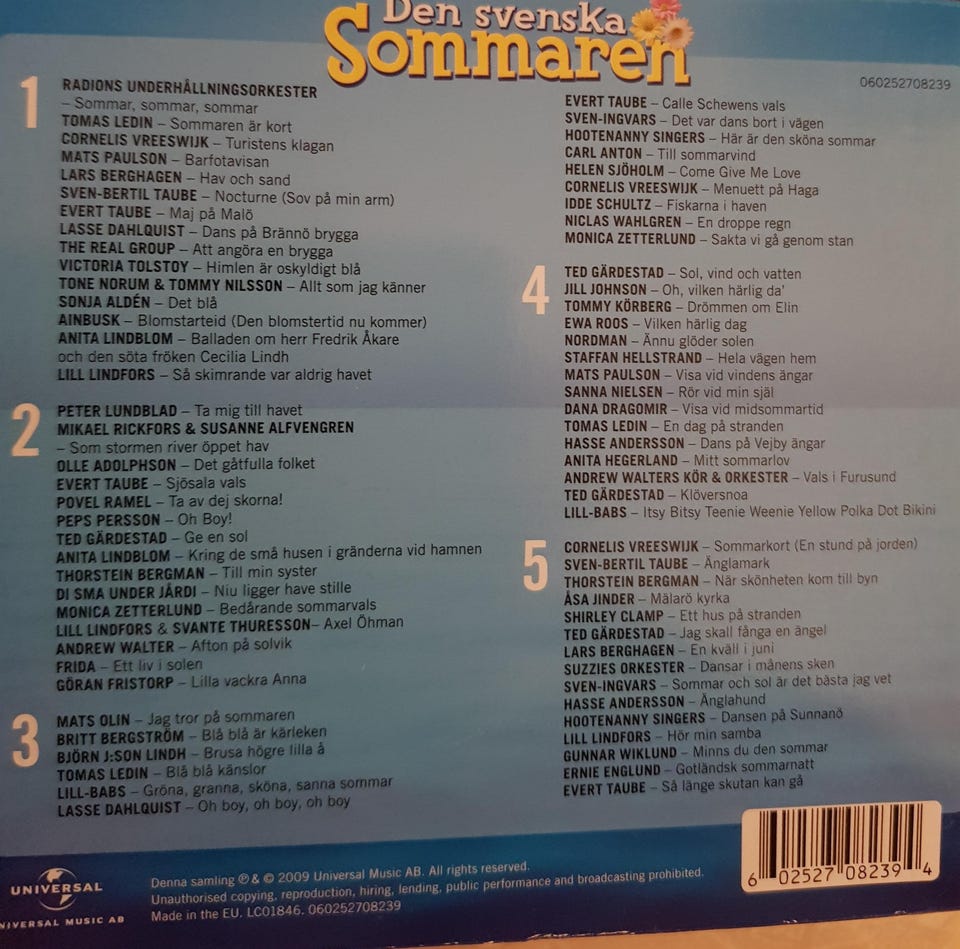 Den svenska
Sommaren
060252708239
1
RADIONS UNDERHÅLLNINGSORKESTER
– Sommar, sommar, sommar
TOMAS LEDIN – Sommaren är kort
CORNELIS VREESWIJK – Turistens klagan
MATS PAULSON – Barfotavisan
LARS BERGHAGEN – Hav och sand
SVEN-BERTIL TAUBE – Nocturne (Sov på min arm)
EVERT TAUBE – Maj på Malö
LASSE DAHLQUIST – Dans på Brännö brygga
THE REAL GROUP – Att angöra en brygga
VICTORIA TOLSTOY – Himlen är oskyldigt blå
TONE NORUM & TOMMY NILSSON – Allt som jag känner
SONJA ALDÉN – Det blå
AINBUSK – Blomstarteid (Den blomstertid nu kommer)
ANITA LINDBLOM – Balladen om herr Fredrik Åkare
och den söta fröken Cecilia Lindh
LILL LINDFORS – Så skimrande var aldrig havet
2
PETER LUNDBLAD – Ta mig till havet
MIKAEL RICKFORS & SUSANNE ALFVENGREN
– Som stormen river öppet hav
OLLE ADOLPHSON – Det gåtfulla folket
EVERT TAUBE – Sjösala vals
POVEL RAMEL – Ta av dej skorna!
PEPS PERSSON – Oh Boy!
TED GÄRDESTAD – Ge en sol
ANITA LINDBLOM – Kring de små husen i gränderna vid hamnen
THORSTEIN BERGMAN – Till min syster
DI SMA UNDER JÅRDI – Niu ligger have stille
MONICA ZETTERLUND – Bedårande sommarvals
LILL LINDFORS & SVANTE THURESSON– Axel Öhman
ANDREW WALTER – Afton på solvik
FRIDA – Ett liv i solen
GÖRAN FRISTORP – Lilla vackra Anna
3
MATS OLIN – Jag tror på sommaren
BRITT BERGSTRÖM – Blå blå är kärleken
BJÖRN J:SON LINDH – Brusa högre lilla å
TOMAS LEDIN – Blå blå känslor
LILL-BABS – Gröna, granna, sköna, sanna sommar
LASSE DAHLQUIST – Oh boy, oh boy, oh boy
EVERT TAUBE – Calle Schewens vals
SVEN-INGVARS – Det var dans bort i vägen
HOOTENANNY SINGERS – Här är den sköna sommar
CARL ANTON – Till sommarvind
HELEN SJÖHOLM – Come Give Me Love
CORNELIS VREESWIJK – Menuett på Haga
IDDE SCHULTZ – Fiskarna i haven
NICLAS WAHLGREN – En droppe regn
MONICA ZETTERLUND – Sakta vi gå genom stan
4
TED GÄRDESTAD – Sol, vind och vatten
JILL JOHNSON – Oh, vilken härlig da'
TOMMY KÖRBERG – Drömmen om Elin
EWA ROOS – Vilken härlig dag
NORDMAN – Ännu glöder solen
STAFFAN HELLSTRAND – Hela vägen hem
MATS PAULSON – Visa vid vindens ängar
SANNA NIELSEN – Rör vid min själ
DANA DRAGOMIR – Visa vid midsommartid
TOMAS LEDIN – En dag på stranden
HASSE ANDERSSON – Dans på Vejby ängar
ANITA HEGERLAND – Mitt sommarlov
ANDREW WALTERS KÖR & ORKESTER – Vals i Furusund
TED GÄRDESTAD – Klöversnoa
LILL-BABS – Itsy Bitsy Teenie Weenie Yellow Polka Dot Bikini
5
CORNELIS VREESWIJK – Sommarkort (En stund på jorden)
SVEN-BERTIL TAUBE – Änglamark
THORSTEIN BERGMAN – När skönheten kom till byn
ÅSA JINDER – Mälarö kyrka
SHIRLEY CLAMP – Ett hus på stranden
TED GÄRDESTAD – Jag skall fånga en ängel
LARS BERGHAGEN – En kväll i juni
SUZZIES ORKESTER – Dansar i månens sken
SVEN-INGVARS – Sommar och sol är det bästa jag vet
HASSE ANDERSSON – Änglahund
HOOTENANNY SINGERS – Dansen på Sunnanö
LILL LINDFORS – Hör min samba
GUNNAR WIKLUND – Minns du den sommar
ERNIE ENGLUND – Gotländsk sommarnatt
EVERT TAUBE – Så länge skutan kan gå
UNIVERSAL
NIVERSAL MUSIC AB
Denna samling ℗ & © 2009 Universal Music AB. All rights reserved.
Unauthorised copying, reproduction, hiring, lending, public performance and broadcasting prohibited.
Made in the EU. LC01846. 060252708239
6 02527 08239 4